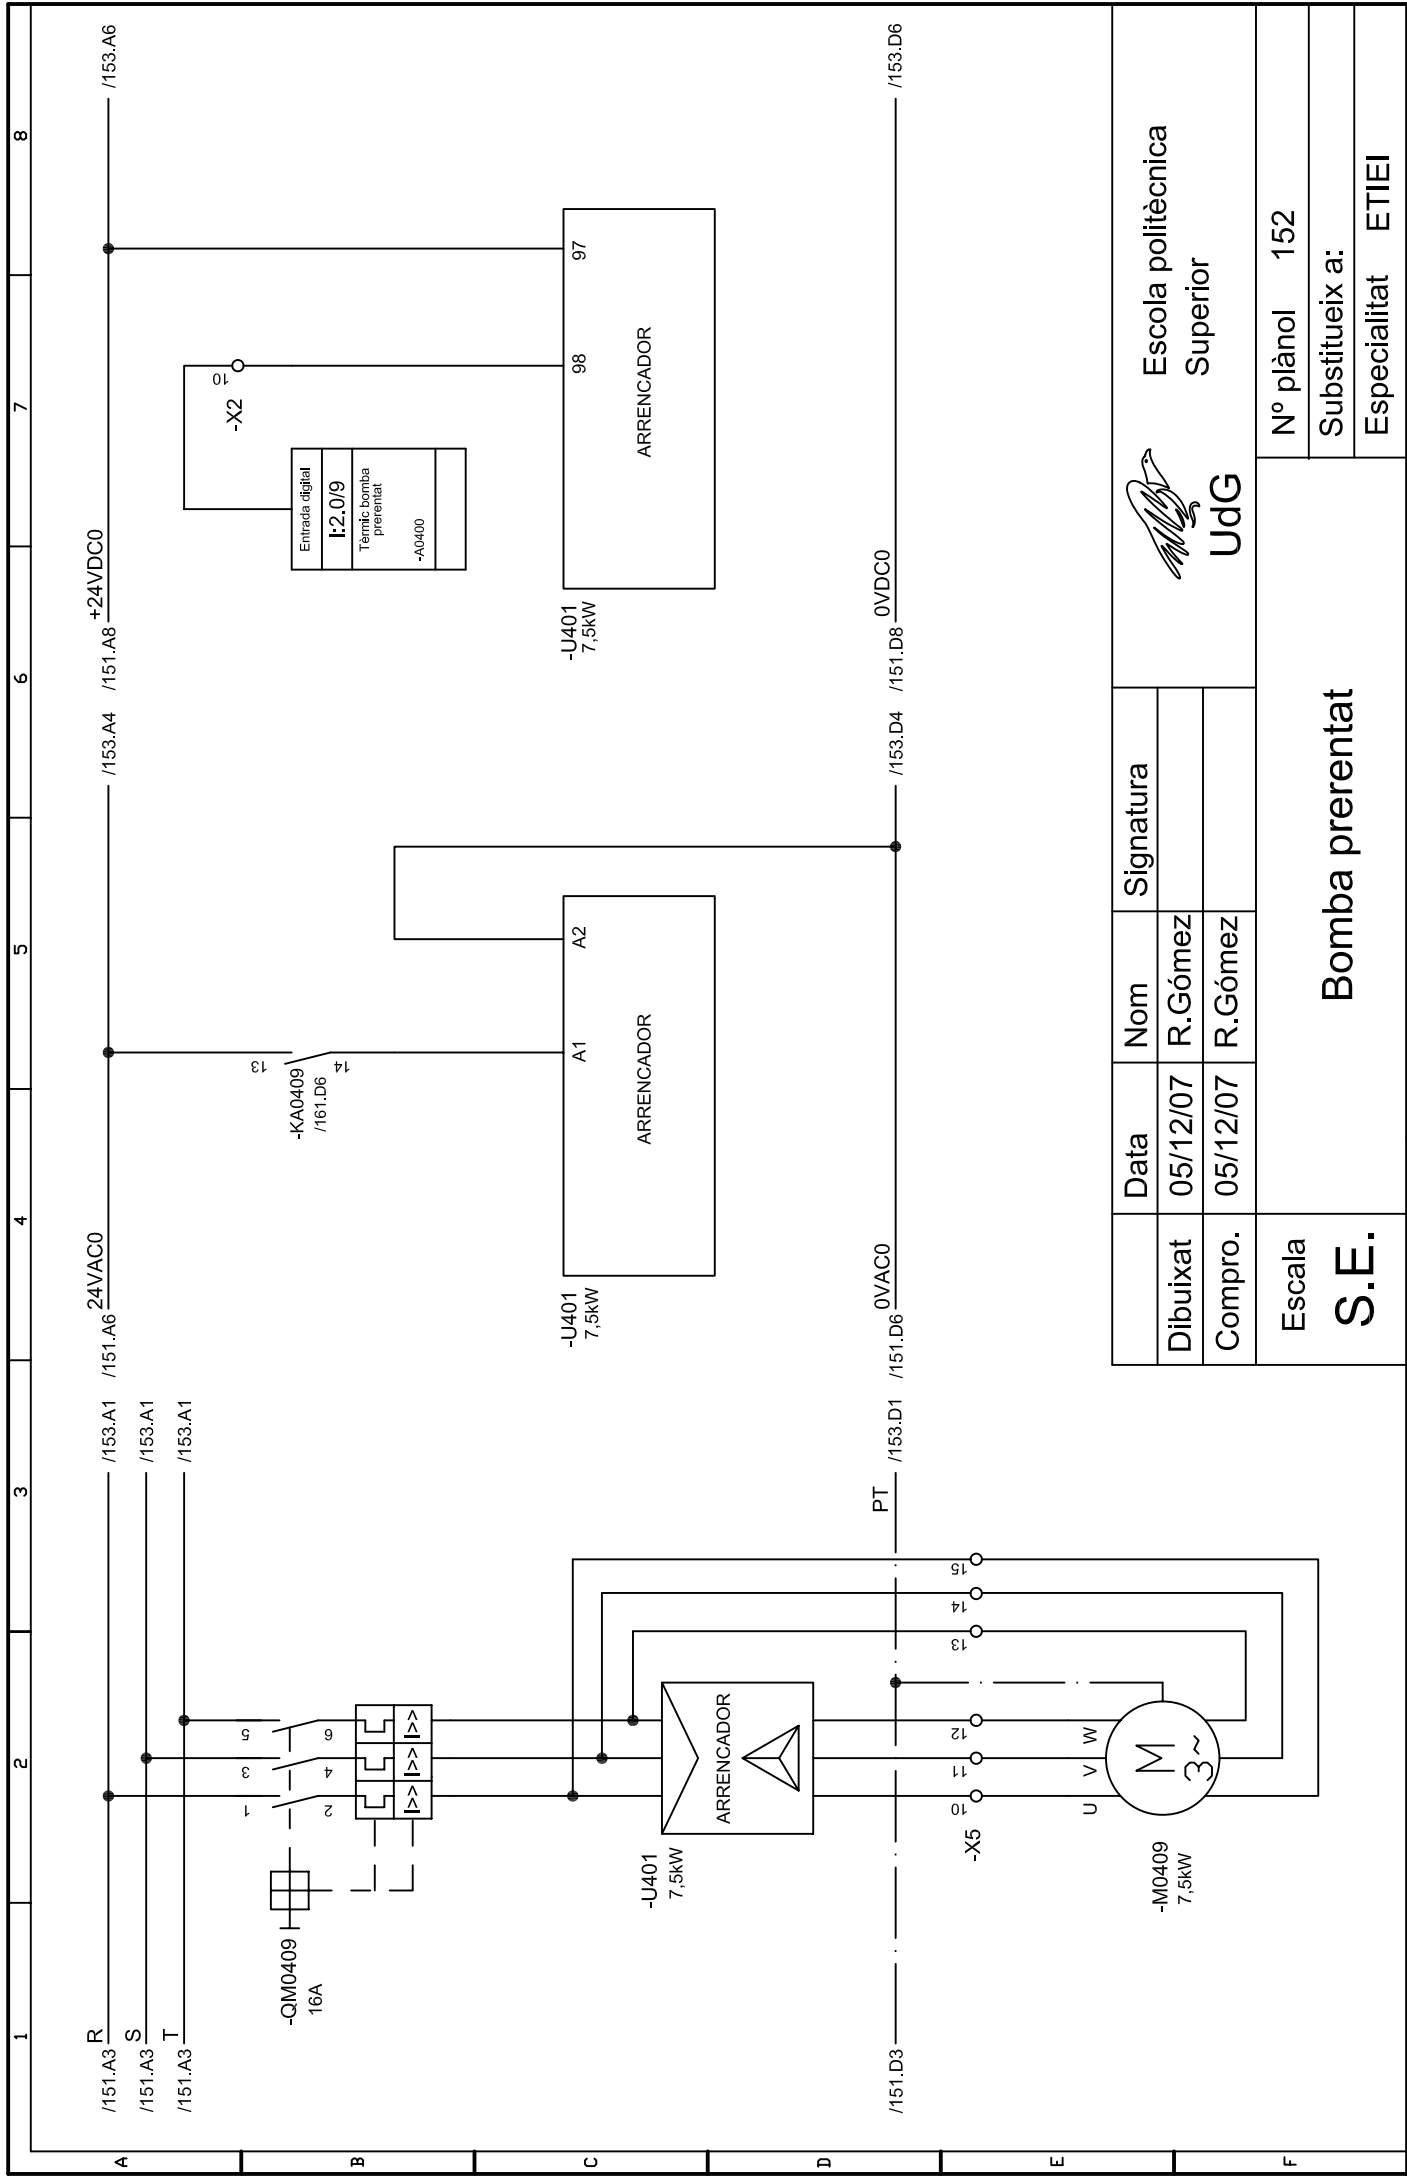 1
2
3
4
5
6
7
8
A
B
C
D
E
F
/151.A3 R /153.A1
/151.A3 S /153.A1
/151.A3 T /153.A1
/151.A6 24VAC0 /153.A4
/151.A8 +24VDC0 /153.A6
-QM0409
16A
1
3
5
2
4
6
I>>
I>>
I>>
-U401
7,5kW
ARRENCADOR
/151.D3 PT /153.D1
-X5
10
11
12
13
14
15
U
V
W
-M0409
7,5kW
M
3~
-KA0409
/161.D6
13
14
-U401
7,5kW
A1
A2
ARRENCADOR
/151.D6 0VAC0 /153.D4
Entrada digital
I:2.0/9
Tèrmic bomba
prerentat
-A0400
-X2
10
-U401
7,5kW
98
97
ARRENCADOR
/151.D8 0VDC0 /153.D6
Data
Nom
Signatura
Dibuixat
05/12/07
R.Gómez
Compro.
05/12/07
R.Gómez
UdG
Escola politècnica
Superior
Escala
S.E.
Bomba prerentat
Nº plànol 152
Substitueix a:
Especialitat ETIEI